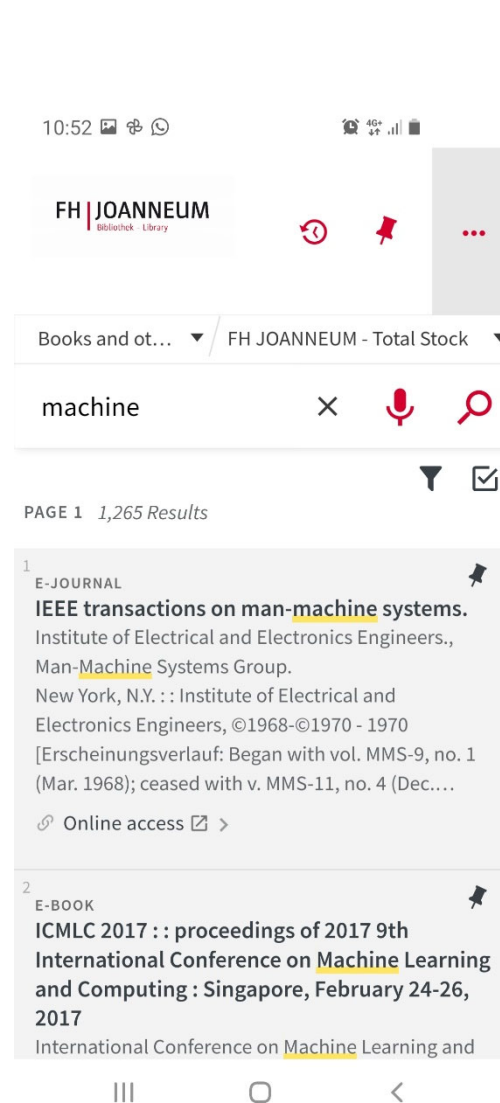 10:52
4G+
FH | JOANNEUM
Bibliothek - Library
Books and ot...
FH JOANNEUM - Total Stock
machine
PAGE 1 1,265 Results
1
E-JOURNAL
IEEE transactions on man-machine systems.
Institute of Electrical and Electronics Engineers.,
Man-Machine Systems Group.
New York, N.Y. : : Institute of Electrical and
Electronics Engineers, ©1968-©1970 - 1970
[Erscheinungsverlauf: Began with vol. MMS-9, no. 1
(Mar. 1968); ceased with v. MMS-11, no. 4 (Dec....
Online access
2
E-BOOK
ICMLC 2017 : : proceedings of 2017 9th
International Conference on Machine Learning
and Computing : Singapore, February 24-26,
2017
International Conference on Machine Learning and